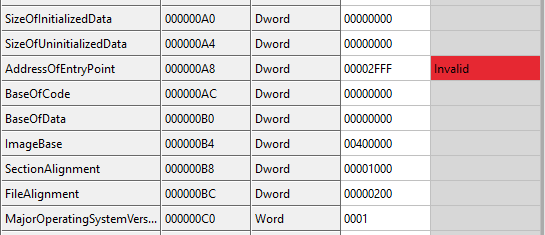 SizeOfInitializedData 000000A0 Dword 00000000
SizeOfUninitializedData 000000A4 Dword 00000000
AddressOfEntryPoint 000000A8 Dword 00002FFF Invalid
BaseOfCode 000000AC Dword 00000000
BaseOfData 000000B0 Dword 00000000
ImageBase 000000B4 Dword 00400000
SectionAlignment 000000B8 Dword 00001000
FileAlignment 000000BC Dword 00000200
MajorOperatingSystemVers... 000000C0 Word 0001